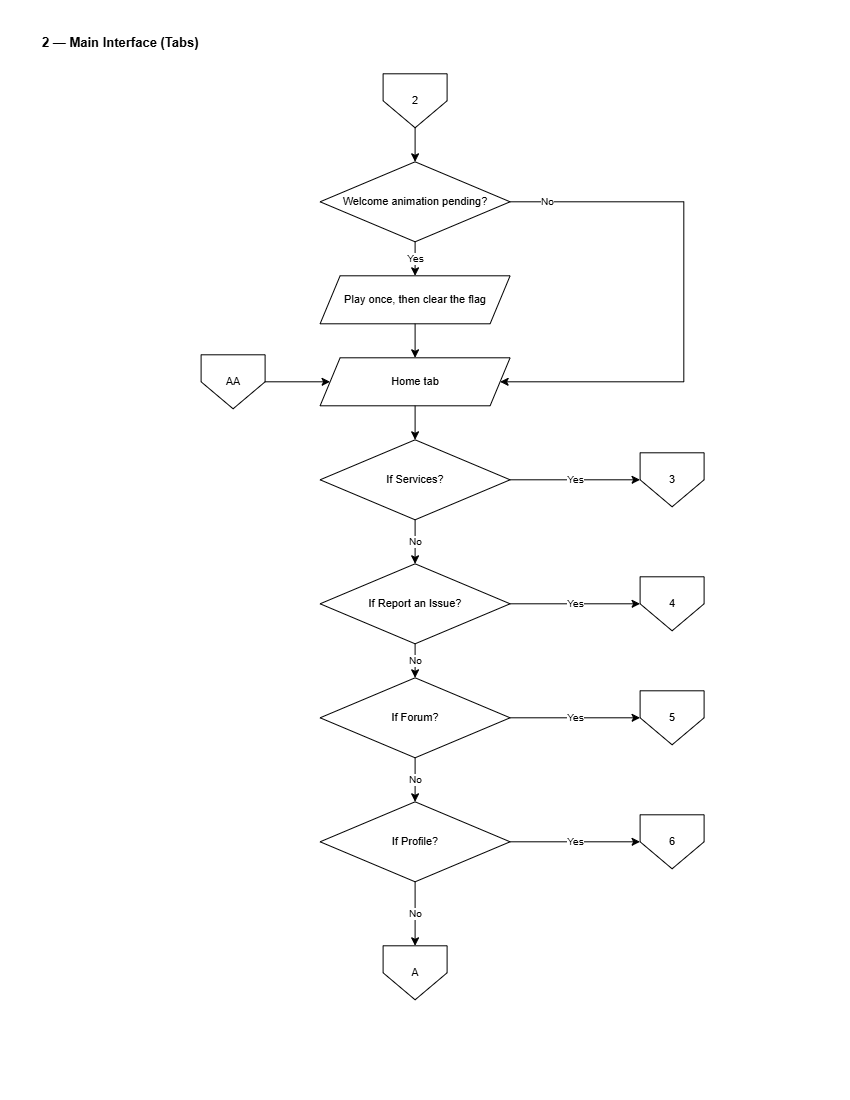 2 — Main Interface (Tabs)
2
Welcome animation pending?
No
Yes
Play once, then clear the flag
AA
Home tab
If Services?
Yes
3
No
If Report an Issue?
Yes
4
No
If Forum?
Yes
5
No
If Profile?
Yes
6
No
A